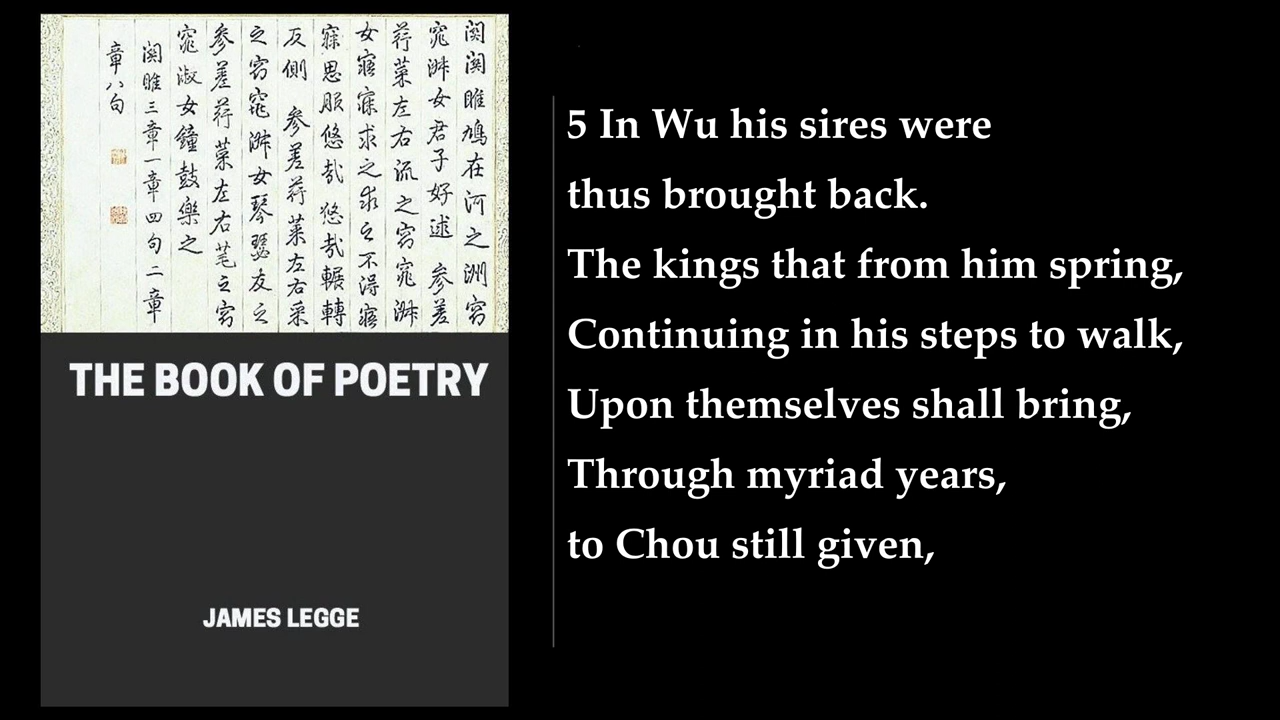 關關雎鳩在河之洲窈
窕淑女君子好逑 參差
荇菜左右流之窈窕淑
女寤寐求之求之不得寤
寐思服悠哉悠哉輾轉
反側 參差荇菜左右采
之窈窕淑女琴瑟友之
參差荇菜左右芼之窈
窕淑女鐘鼓樂之
關雎三章一章四句二章
章八句
THE BOOK OF POETRY
JAMES LEGGE
5 In Wu his sires were
thus brought back.
The kings that from him spring,
Continuing in his steps to walk,
Upon themselves shall bring,
Through myriad years,
to Chou still given,